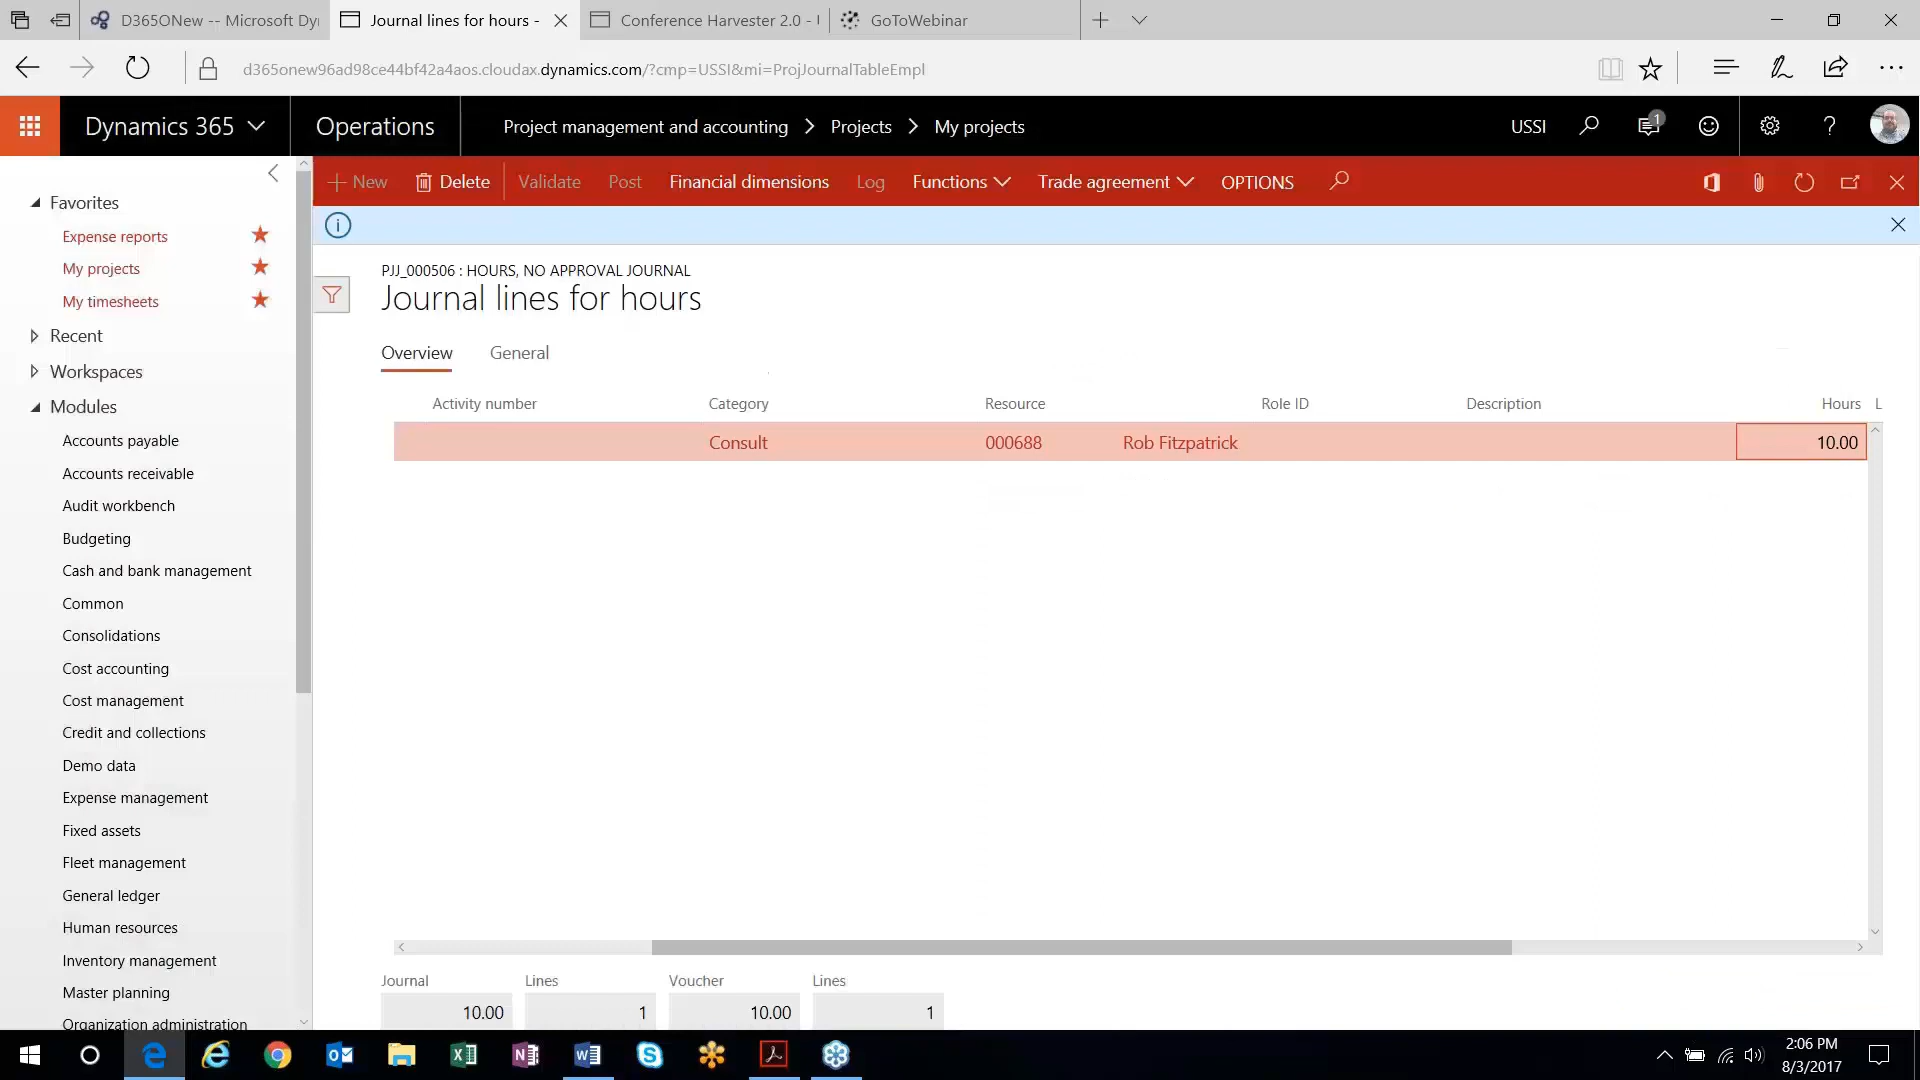 D365ONew -- Microsoft Dy
Journal lines for hours -
Conference Harvester 2.0 -
GoToWebinar
d365onew96ad98ce44bf42a4aos.cloudax.dynamics.com/?cmp=USSI&mi=ProjJournalTableEmpl
Dynamics 365
Operations
Project management and accounting > Projects > My projects
USSI
1
?
New
Delete
Validate
Post
Financial dimensions
Log
Functions
Trade agreement
OPTIONS
Favorites
Expense reports
My projects
My timesheets
Recent
Workspaces
Modules
Accounts payable
Accounts receivable
Audit workbench
Budgeting
Cash and bank management
Common
Consolidations
Cost accounting
Cost management
Credit and collections
Demo data
Expense management
Fixed assets
Fleet management
General ledger
Human resources
Inventory management
Master planning
Organization administration
PJJ_000506 : HOURS, NO APPROVAL JOURNAL
Journal lines for hours
Overview General
Activity number Category Resource Role ID Description Hours L
Consult 000688 Rob Fitzpatrick 10.00
Journal Lines Voucher Lines
10.00 1 10.00 1
2:06 PM
8/3/2017